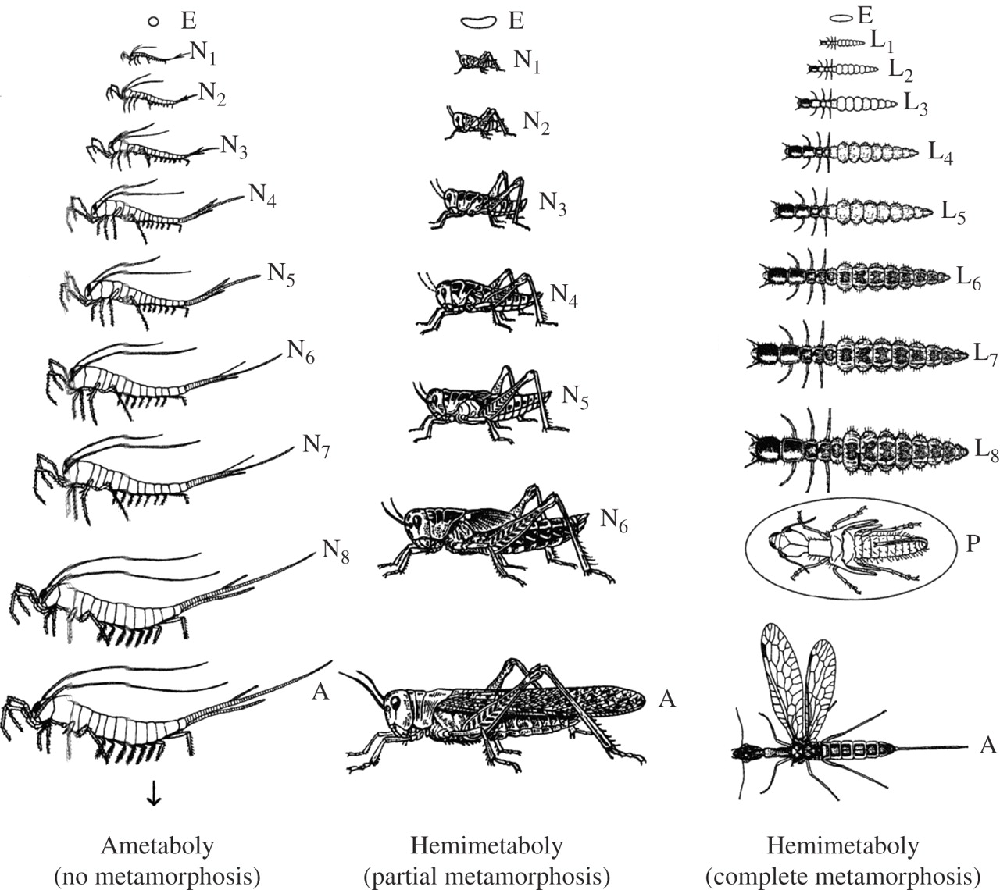 E
N1
N2
N3
N4
N5
N6
N7
N8
A
Ametaboly
(no metamorphosis)
E
N1
N2
N3
N4
N5
N6
A
Hemimetaboly
(partial metamorphosis)
E
L1
L2
L3
L4
L5
L6
L7
L8
P
A
Hemimetaboly
(complete metamorphosis)